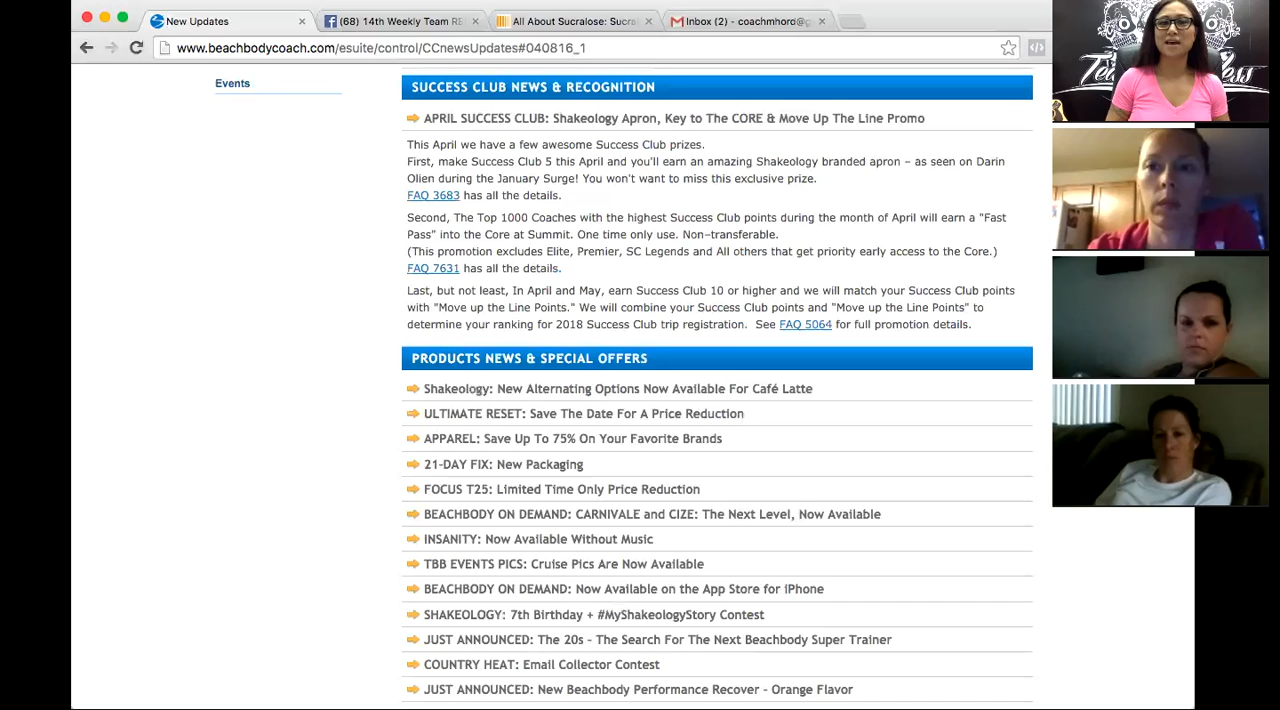 New Updates
(68) 14th Weekly Team RE
All About Sucralose: Sucra
Inbox (2) - coachmhord@g
www.beachbodycoach.com/esuite/control/CCnewsUpdates#040816_1
Events
SUCCESS CLUB NEWS & RECOGNITION
APRIL SUCCESS CLUB: Shakeology Apron, Key to The CORE & Move Up The Line Promo
This April we have a few awesome Success Club prizes.
First, make Success Club 5 this April and you'll earn an amazing Shakeology branded apron – as seen on Darin
Olien during the January Surge! You won't want to miss this exclusive prize.
FAQ 3683 has all the details.
Second, The Top 1000 Coaches with the highest Success Club points during the month of April will earn a "Fast
Pass" into the Core at Summit. One time only use. Non-transferable.
(This promotion excludes Elite, Premier, SC Legends and All others that get priority early access to the Core.)
FAQ 7631 has all the details.
Last, but not least, In April and May, earn Success Club 10 or higher and we will match your Success Club points
with "Move up the Line Points." We will combine your Success Club points and "Move up the Line Points" to
determine your ranking for 2018 Success Club trip registration. See FAQ 5064 for full promotion details.
PRODUCTS NEWS & SPECIAL OFFERS
Shakeology: New Alternating Options Now Available For Café Latte
ULTIMATE RESET: Save The Date For A Price Reduction
APPAREL: Save Up To 75% On Your Favorite Brands
21-DAY FIX: New Packaging
FOCUS T25: Limited Time Only Price Reduction
BEACHBODY ON DEMAND: CARNIVALE and CIZE: The Next Level, Now Available
INSANITY: Now Available Without Music
TBB EVENTS PICS: Cruise Pics Are Now Available
BEACHBODY ON DEMAND: Now Available on the App Store for iPhone
SHAKEOLOGY: 7th Birthday + #MyShakeologyStory Contest
JUST ANNOUNCED: The 20s – The Search For The Next Beachbody Super Trainer
COUNTRY HEAT: Email Collector Contest
JUST ANNOUNCED: New Beachbody Performance Recover – Orange Flavor